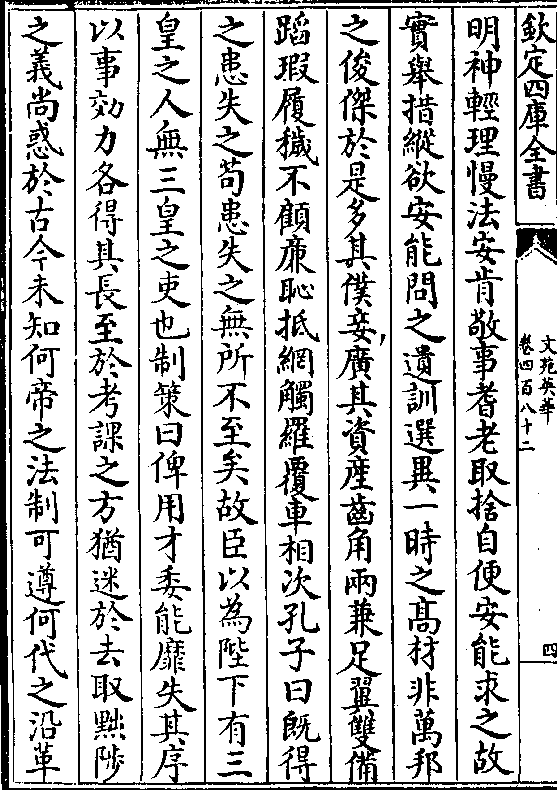 欽定四庫全書
文苑英華
卷四百八十二
四
明神輕理慢法安肯敬事耆老取捨自便安能求之故
實舉措縱欲安能問之遺訓選異一時之高材非萬邦
之俊傑於是多其僕妾廣其資産齒角兩兼足翼雙備
蹈瑕履穢不顧亷恥抵網觸羅覆車相次孔子曰既得
之患失之苟患失之無所不至矣故臣以為陛下有三
皇之人無三皇之吏也制策曰俾用才委能靡失其序
以事効力各得其長至於考課之方猶迷於去取黜陟
之義尚惑於古今未知何帝之法制可遵何代之沿革